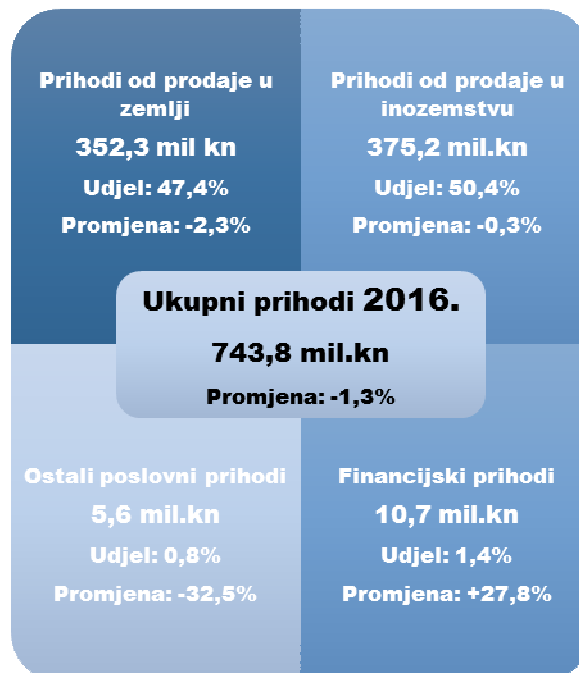 Prihodi od prodaje u
zemlji
352,3 mil kn
Udjel: 47,4%
Promjena: -2,3%
Prihodi od prodaje u
inozemstvu
375,2 mil.kn
Udjel: 50,4%
Promjena: -0,3%
Ukupni prihodi 2016.
743,8 mil.kn
Promjena: -1,3%
Ostali poslovni prihodi
5,6 mil.kn
Udjel: 0,8%
Promjena: -32,5%
Financijski prihodi
10,7 mil.kn
Udjel: 1,4%
Promjena: +27,8%